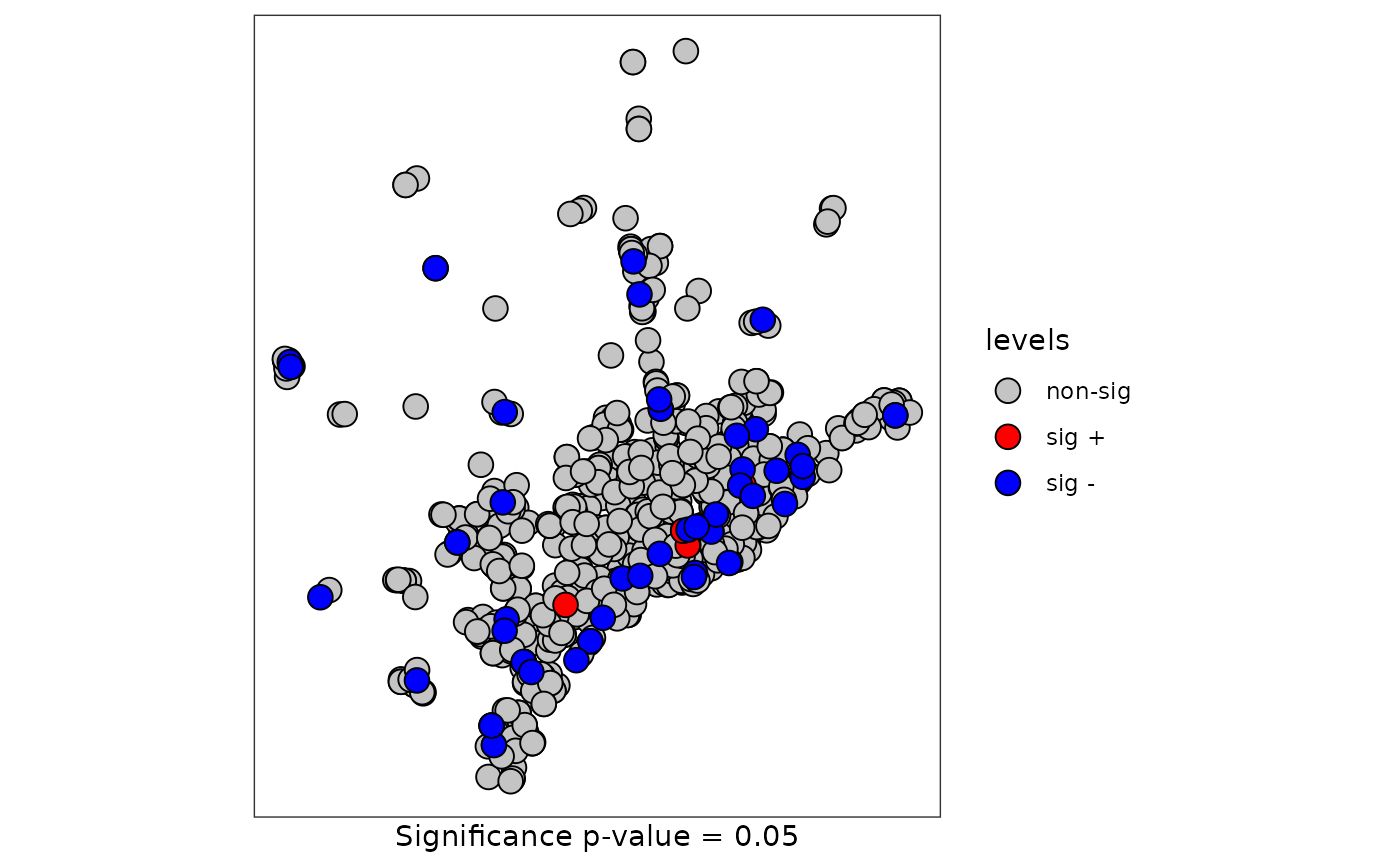 levels
non-sig
sig +
sig -
Significance p-value = 0.05